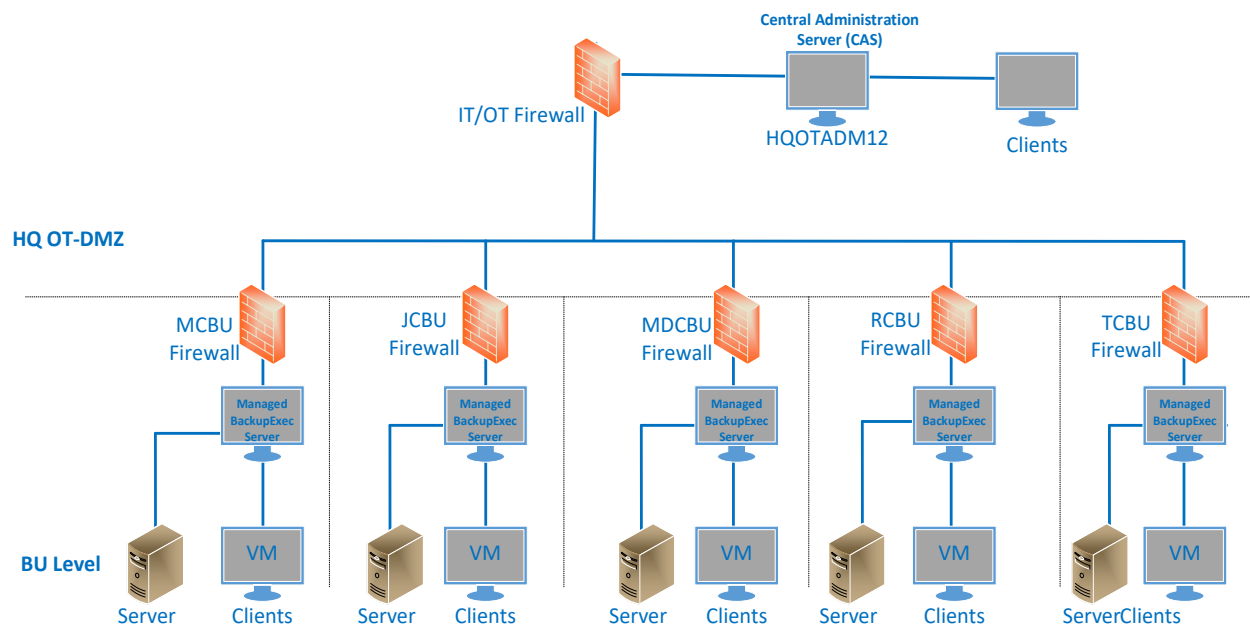 Central Administration
Server (CAS)
IT/OT Firewall
HQOTADM12
Clients
HQ OT-DMZ
MCBU
Firewall
JCBU
Firewall
MDCBU
Firewall
RCBU
Firewall
TCBU
Firewall
Managed
BackupExec
Server
Managed
BackupExec
Server
Managed
BackupExec
Server
Managed
BackupExec
Server
Managed
BackupExec
Server
BU Level
VM
VM
VM
VM
VM
Server
Clients
Server
Clients
Server
Clients
Server
Clients
Server
Clients